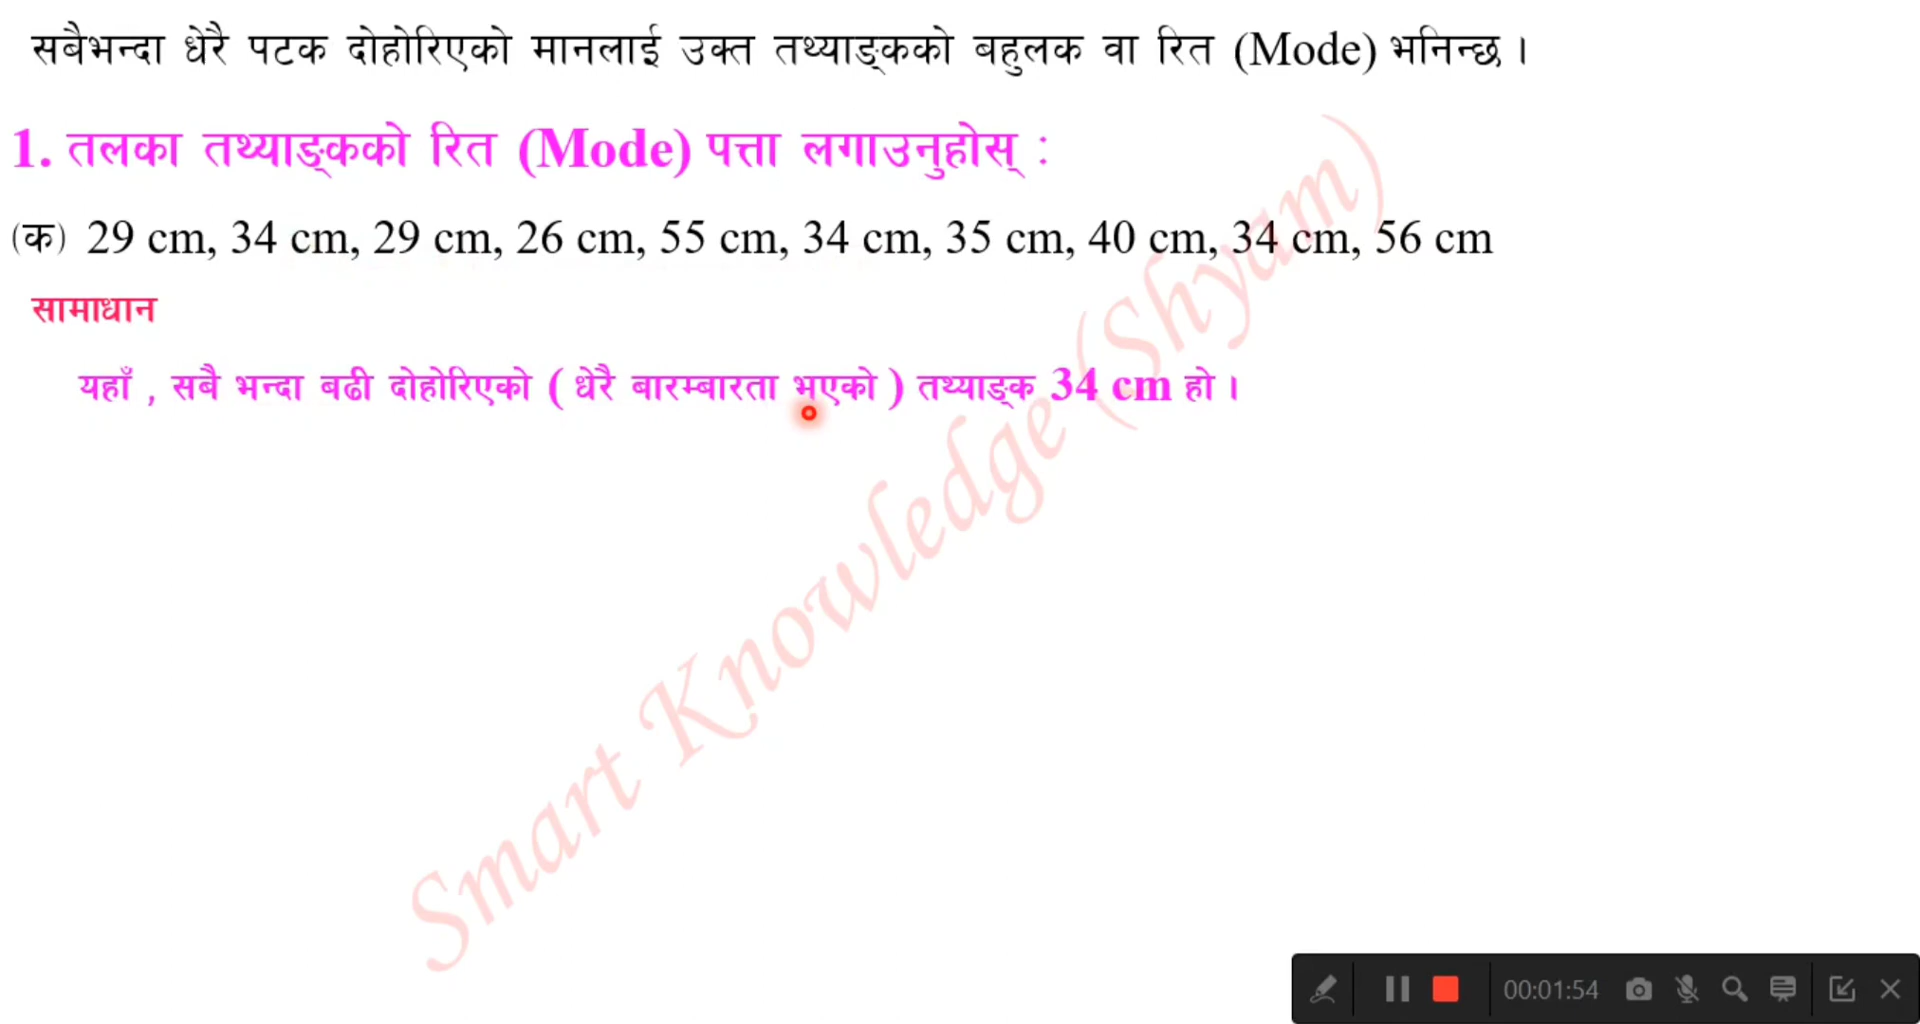 सबैभन्दा धेरै पटक दोहोरिएको मानलाई उक्त तथ्याङ्कको बहुलक वा रित (Mode) भनिन्छ ।
1. तलका तथ्याङ्कको रित (Mode) पत्ता लगाउनुहोस् :
(क) 29 cm, 34 cm, 29 cm, 26 cm, 55 cm, 34 cm, 35 cm, 40 cm, 34 cm, 56 cm
सामाधान
यहाँ , सबै भन्दा बढी दोहोरिएको ( धेरै बारम्बारता भएको ) तथ्याङ्क 34 cm हो ।
Smart Knowledge (Shyam)
00:01:54